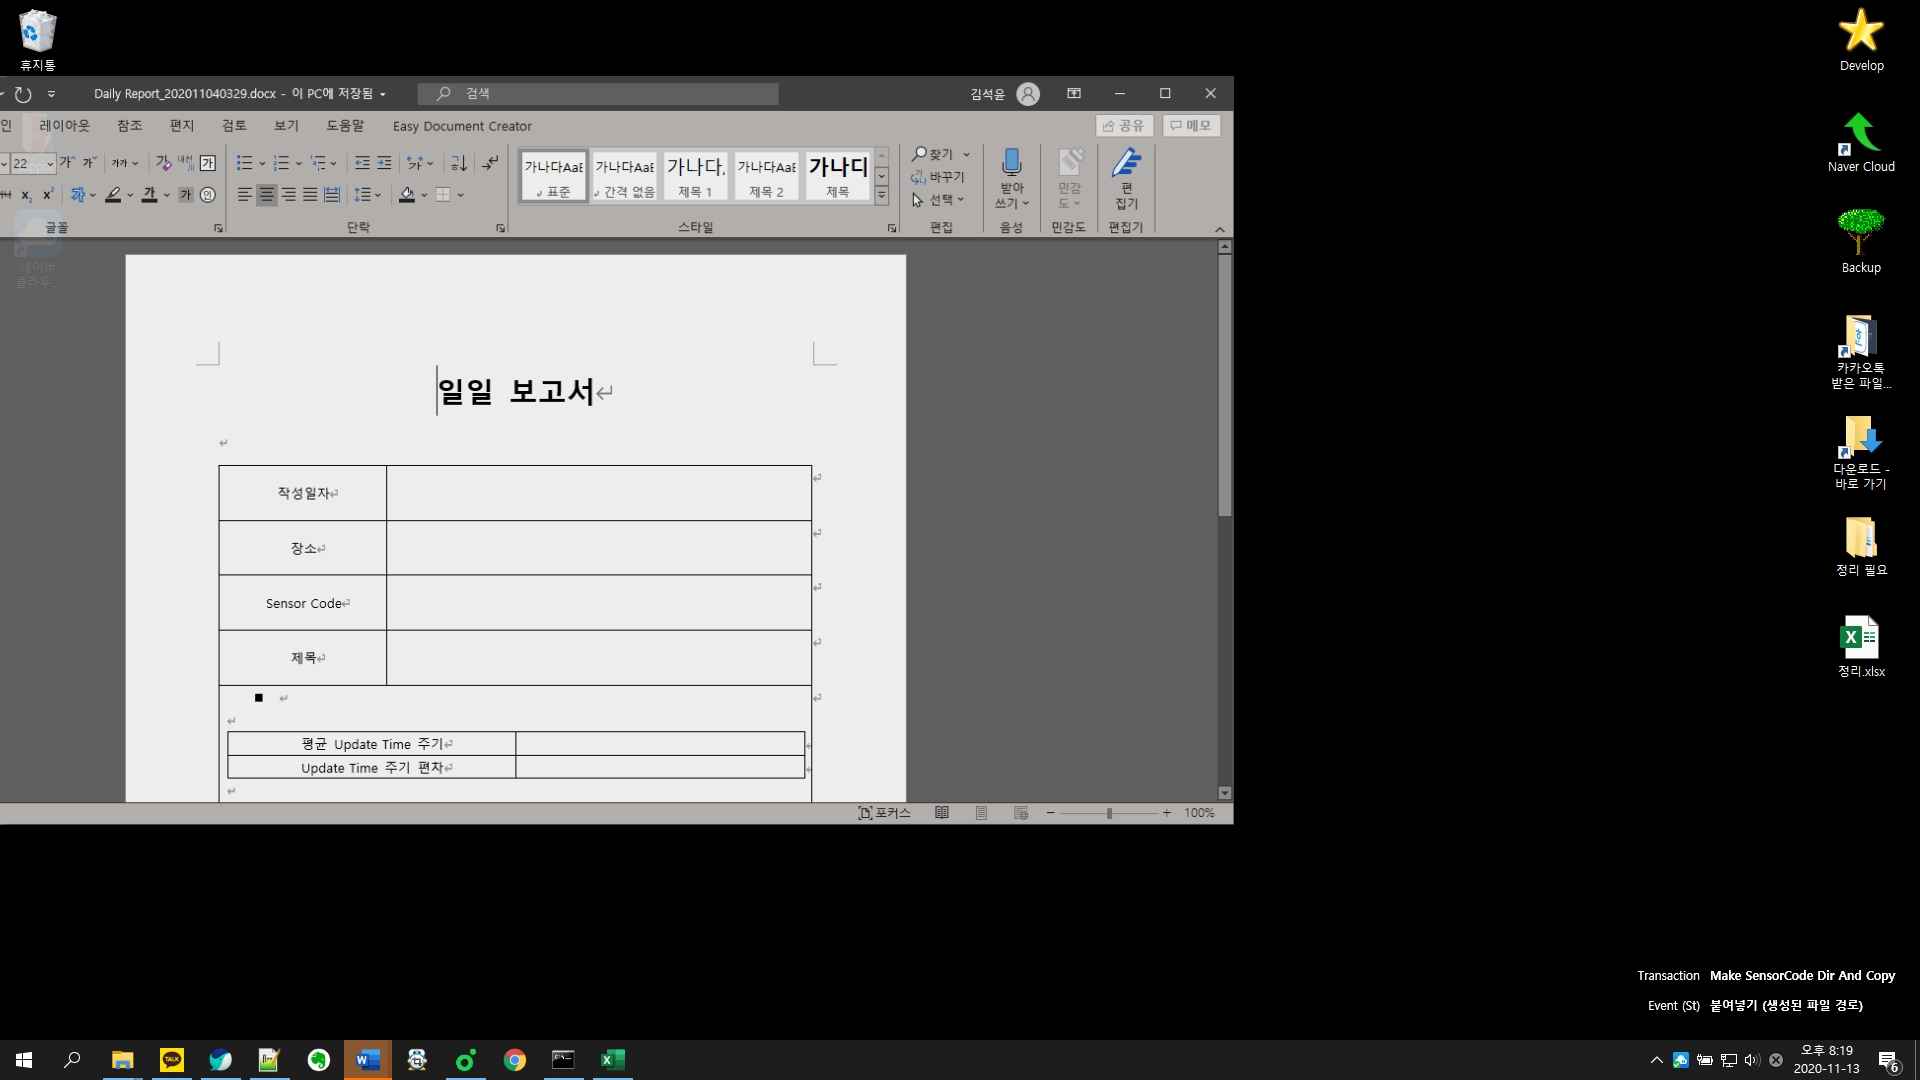 휴지통
Develop
Naver Cloud
Backup
카카오톡
받은 파일...
다운로드 -
바로 가기
정리 필요
정리.xlsx
Daily Report_202011040329.docx - 이 PC에 저장됨
검색
김석윤
인 레이아웃 참조 편지 검토 보기 도움말 Easy Document Creator
공유 메모
22
가나다AaE 가나다AaE 가나다, 가나다AaE 가나디
표준 간격 없음 제목 1 제목 2 제목
찾기
바꾸기
선택
받아
쓰기
민감
도
편
집기
글꼴 단락 스타일 편집 음성 민감도 편집기
네이버
클라우...
일일 보고서
작성일자
장소
Sensor Code
제목
평균 Update Time 주기
Update Time 주기 편차
포커스
100%
Transaction Make SensorCode Dir And Copy
Event (St) 붙여넣기 (생성된 파일 경로)
TALK
오후 8:19
2020-11-13
6